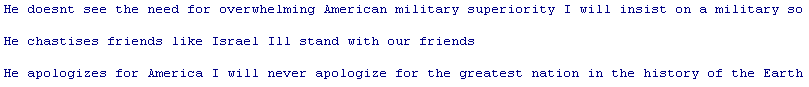 He doesnt see the need for overwhelming American military superiority I will insist on a military so
He chastises friends like Israel Ill stand with our friends
He apologizes for America I will never apologize for the greatest nation in the history of the Earth